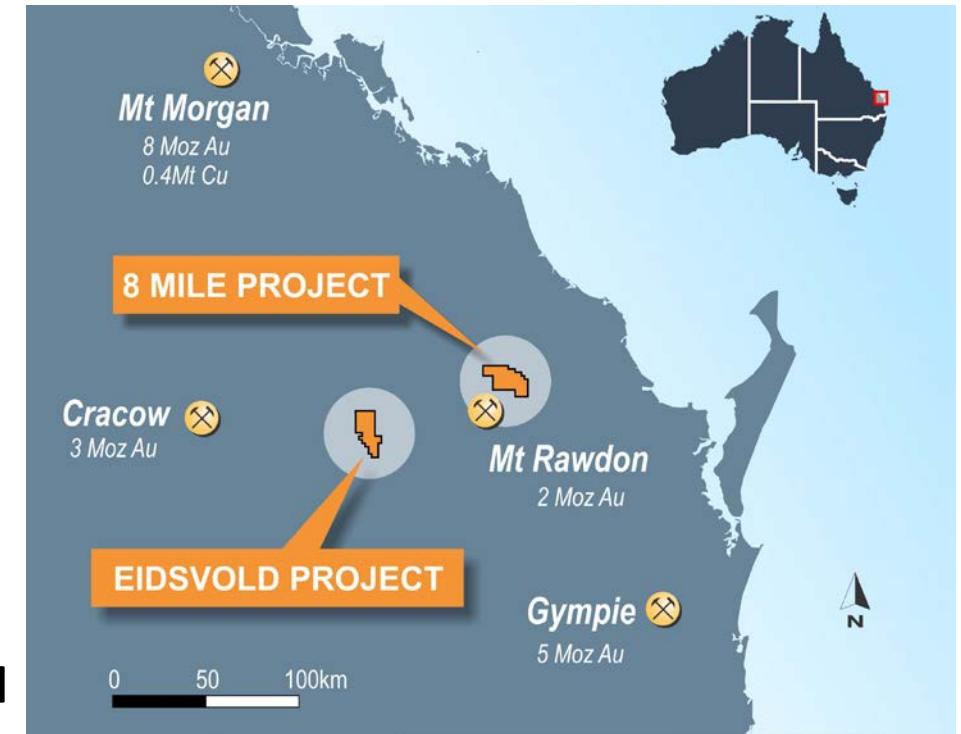 Mt Morgan
8 Moz Au
0.4Mt Cu
8 MILE PROJECT
Cracow
3 Moz Au
Mt Rawdon
2 Moz Au
EIDSVOLD PROJECT
Gympie
5 Moz Au
N
0 50 100km